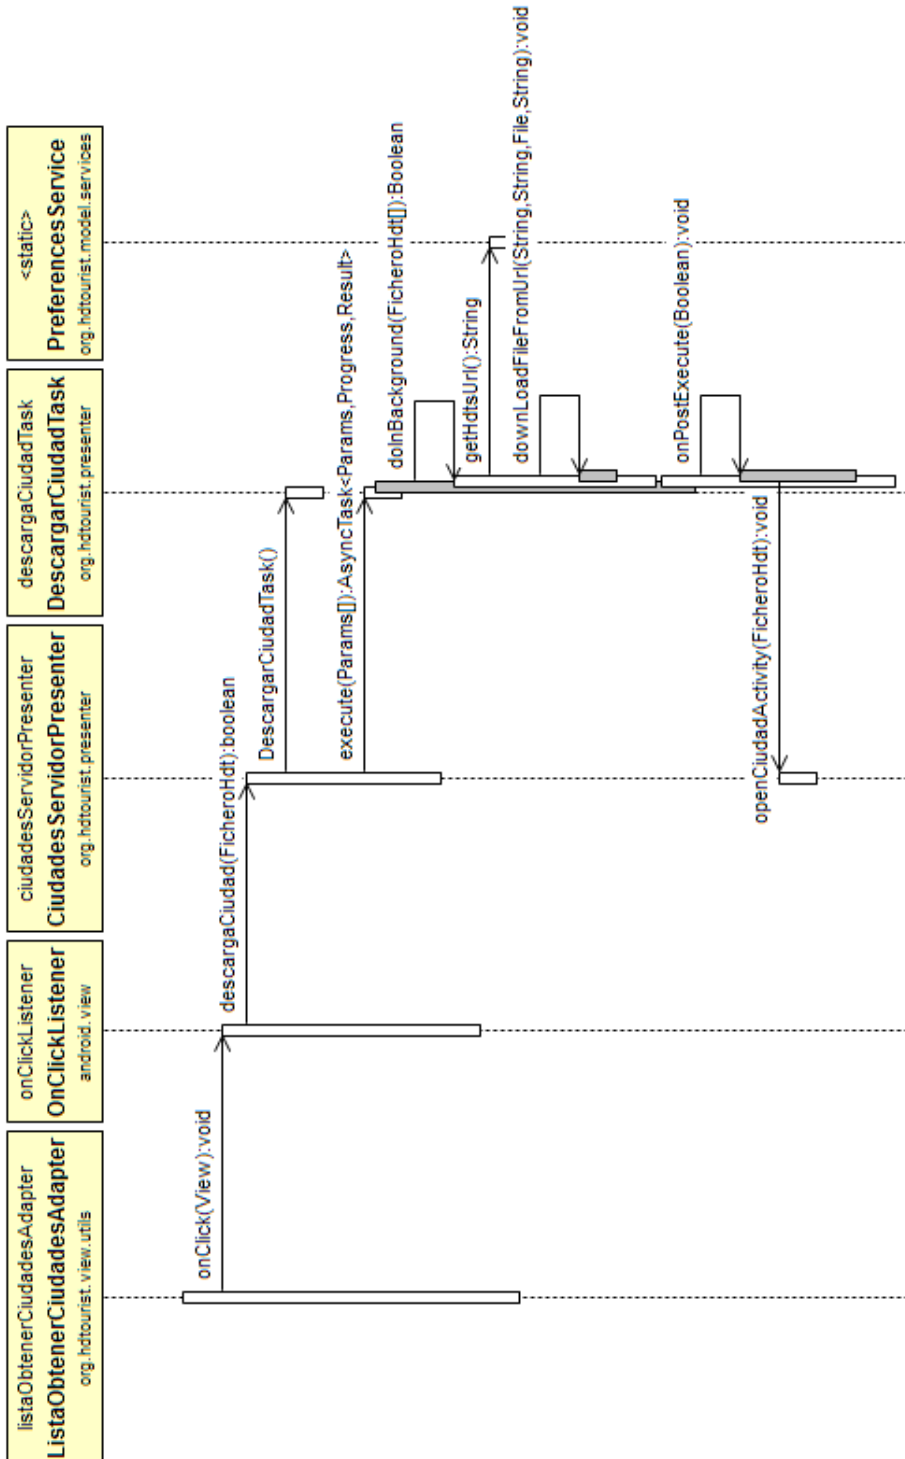 listaObtenerCiudadesAdapter
ListaObtenerCiudadesAdapter
org.hdtourist.view.utils
onClickListener
OnClickListener
android.view
ciudadesServidorPresenter
CiudadesServidorPresenter
org.hdtourist.presenter
descargaCiudadTask
DescargarCiudadTask
org.hdtourist.presenter
<static>
PreferencesService
org.hdtourist.model.services
onClick(View):void
descargaCiudad(FicheroHdt):boolean
DescargarCiudadTask()
execute(Params[]):AsyncTask<Params,Progress,Result>
doInBackground(FicheroHdt[]):Boolean
getHdtsUrl():String
downLoadFileFromUrl(String,String,File,String):void
onPostExecute(Boolean):void
openCiudadActivity(FicheroHdt):void